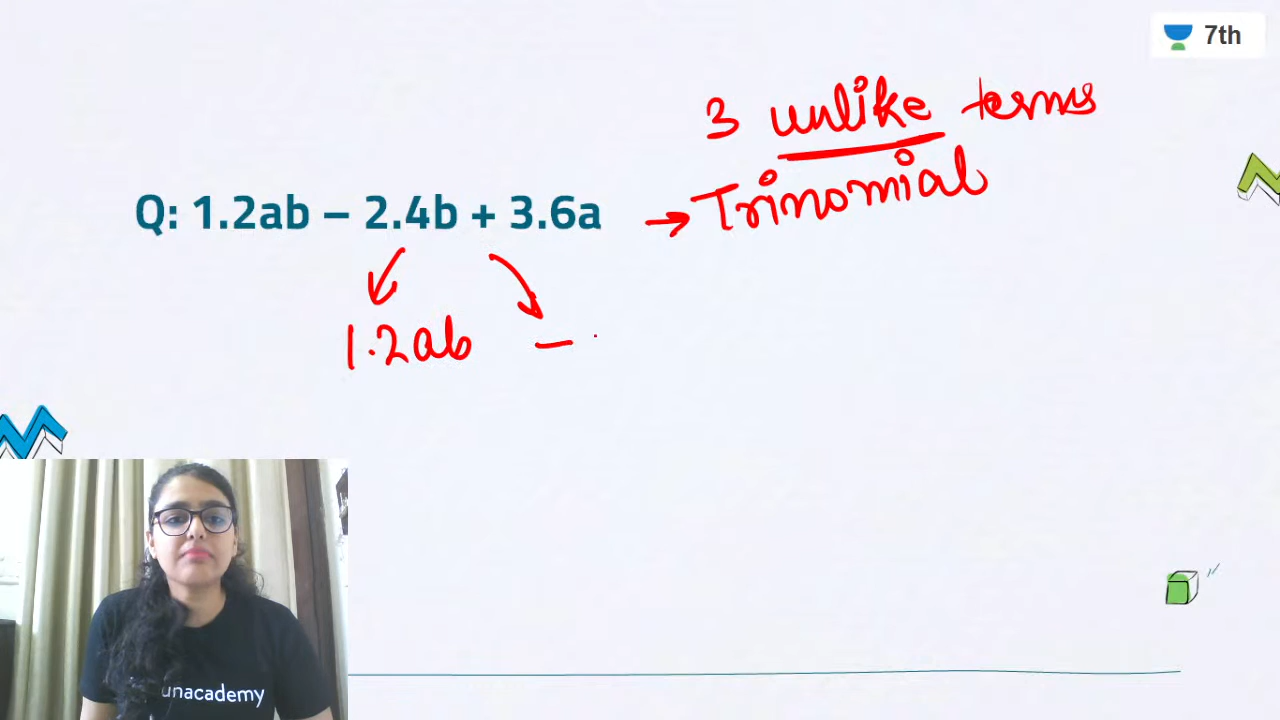 7th
3 unlike terms
Q: 1.2ab – 2.4b + 3.6a → Trinomial
1.2ab –
unacademy